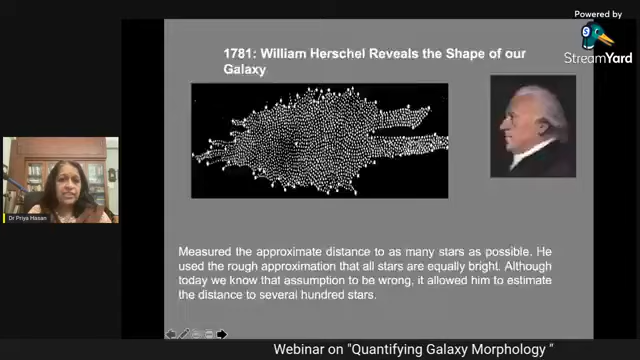 Powered by
StreamYard
1781: William Herschel Reveals the Shape of our
Galaxy
Dr Priya Hasan
Measured the approximate distance to as many stars as possible. He
used the rough approximation that all stars are equally bright. Although
today we know that assumption to be wrong, it allowed him to estimate
the distance to several hundred stars.
Webinar on "Quantifying Galaxy Morphology "